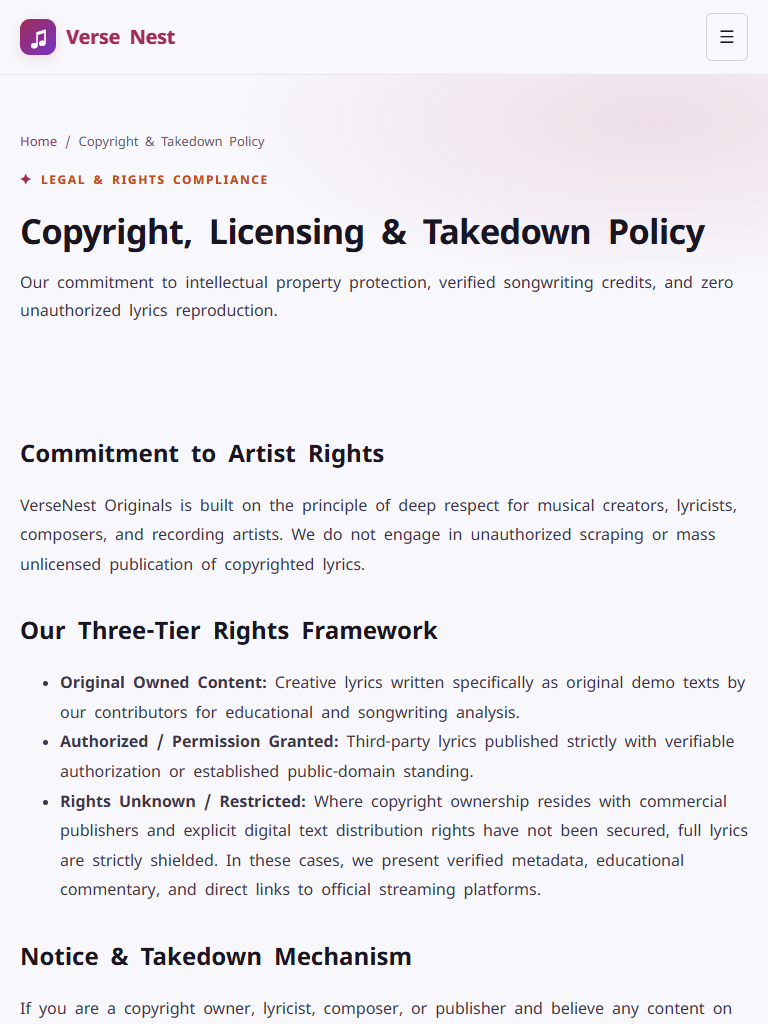 Verse Nest
Home / Copyright & Takedown Policy
✦ LEGAL & RIGHTS COMPLIANCE
Copyright, Licensing & Takedown Policy
Our commitment to intellectual property protection, verified songwriting credits, and zero
unauthorized lyrics reproduction.
Commitment to Artist Rights
VerseNest Originals is built on the principle of deep respect for musical creators, lyricists,
composers, and recording artists. We do not engage in unauthorized scraping or mass
unlicensed publication of copyrighted lyrics.
Our Three-Tier Rights Framework
• Original Owned Content: Creative lyrics written specifically as original demo texts by
our contributors for educational and songwriting analysis.
• Authorized / Permission Granted: Third-party lyrics published strictly with verifiable
authorization or established public-domain standing.
• Rights Unknown / Restricted: Where copyright ownership resides with commercial
publishers and explicit digital text distribution rights have not been secured, full lyrics
are strictly shielded. In these cases, we present verified metadata, educational
commentary, and direct links to official streaming platforms.
Notice & Takedown Mechanism
If you are a copyright owner, lyricist, composer, or publisher and believe any content on